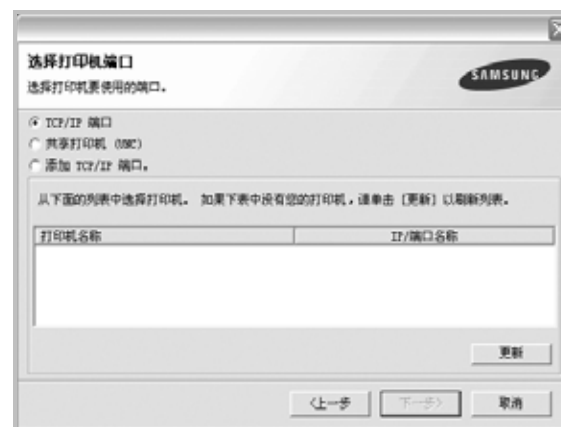 选择打印机端口
选择打印机要使用的端口。
SAMSUNG
TCP/IP 端口
共享打印机 (UNC)
添加 TCP/IP 端口。
从下面的列表中选择打印机。 如果下表中没有您的打印机，请单击 [更新] 以刷新列表。
打印机名称 IP/端口名称
更新
<上一步 下一步> 取消